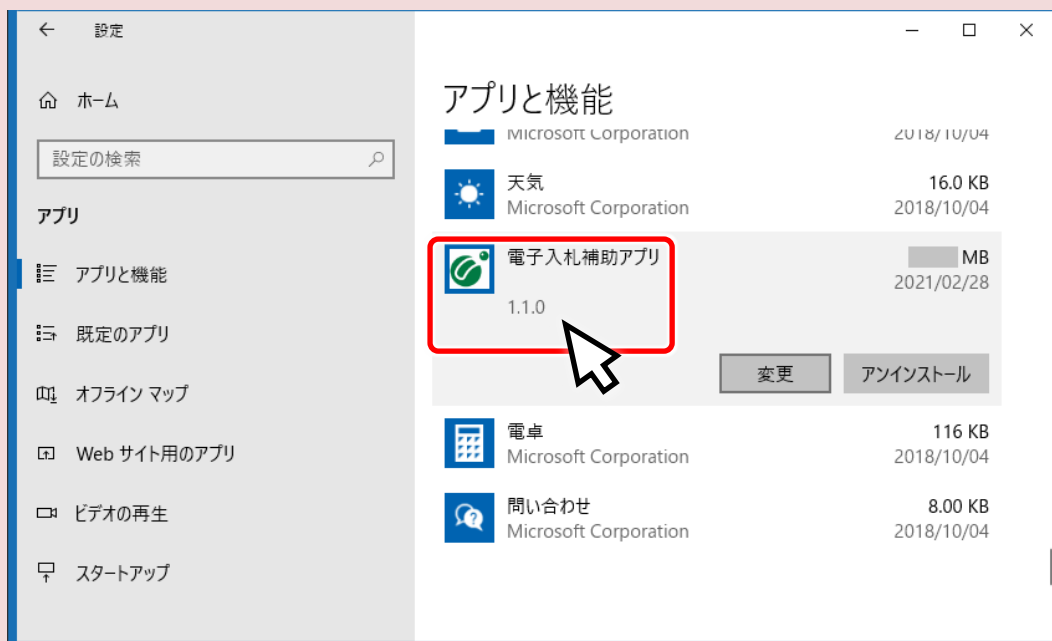 設定
ホーム
設定の検索
アプリ
アプリと機能
既定のアプリ
オフライン マップ
Web サイト用のアプリ
ビデオの再生
スタートアップ
アプリと機能
Microsoft Corporation 2018/10/04
天気 16.0 KB
Microsoft Corporation 2018/10/04
電子入札補助アプリ MB
2021/02/28
1.1.0
変更 アンインストール
電卓 116 KB
Microsoft Corporation 2018/10/04
問い合わせ 8.00 KB
Microsoft Corporation 2018/10/04